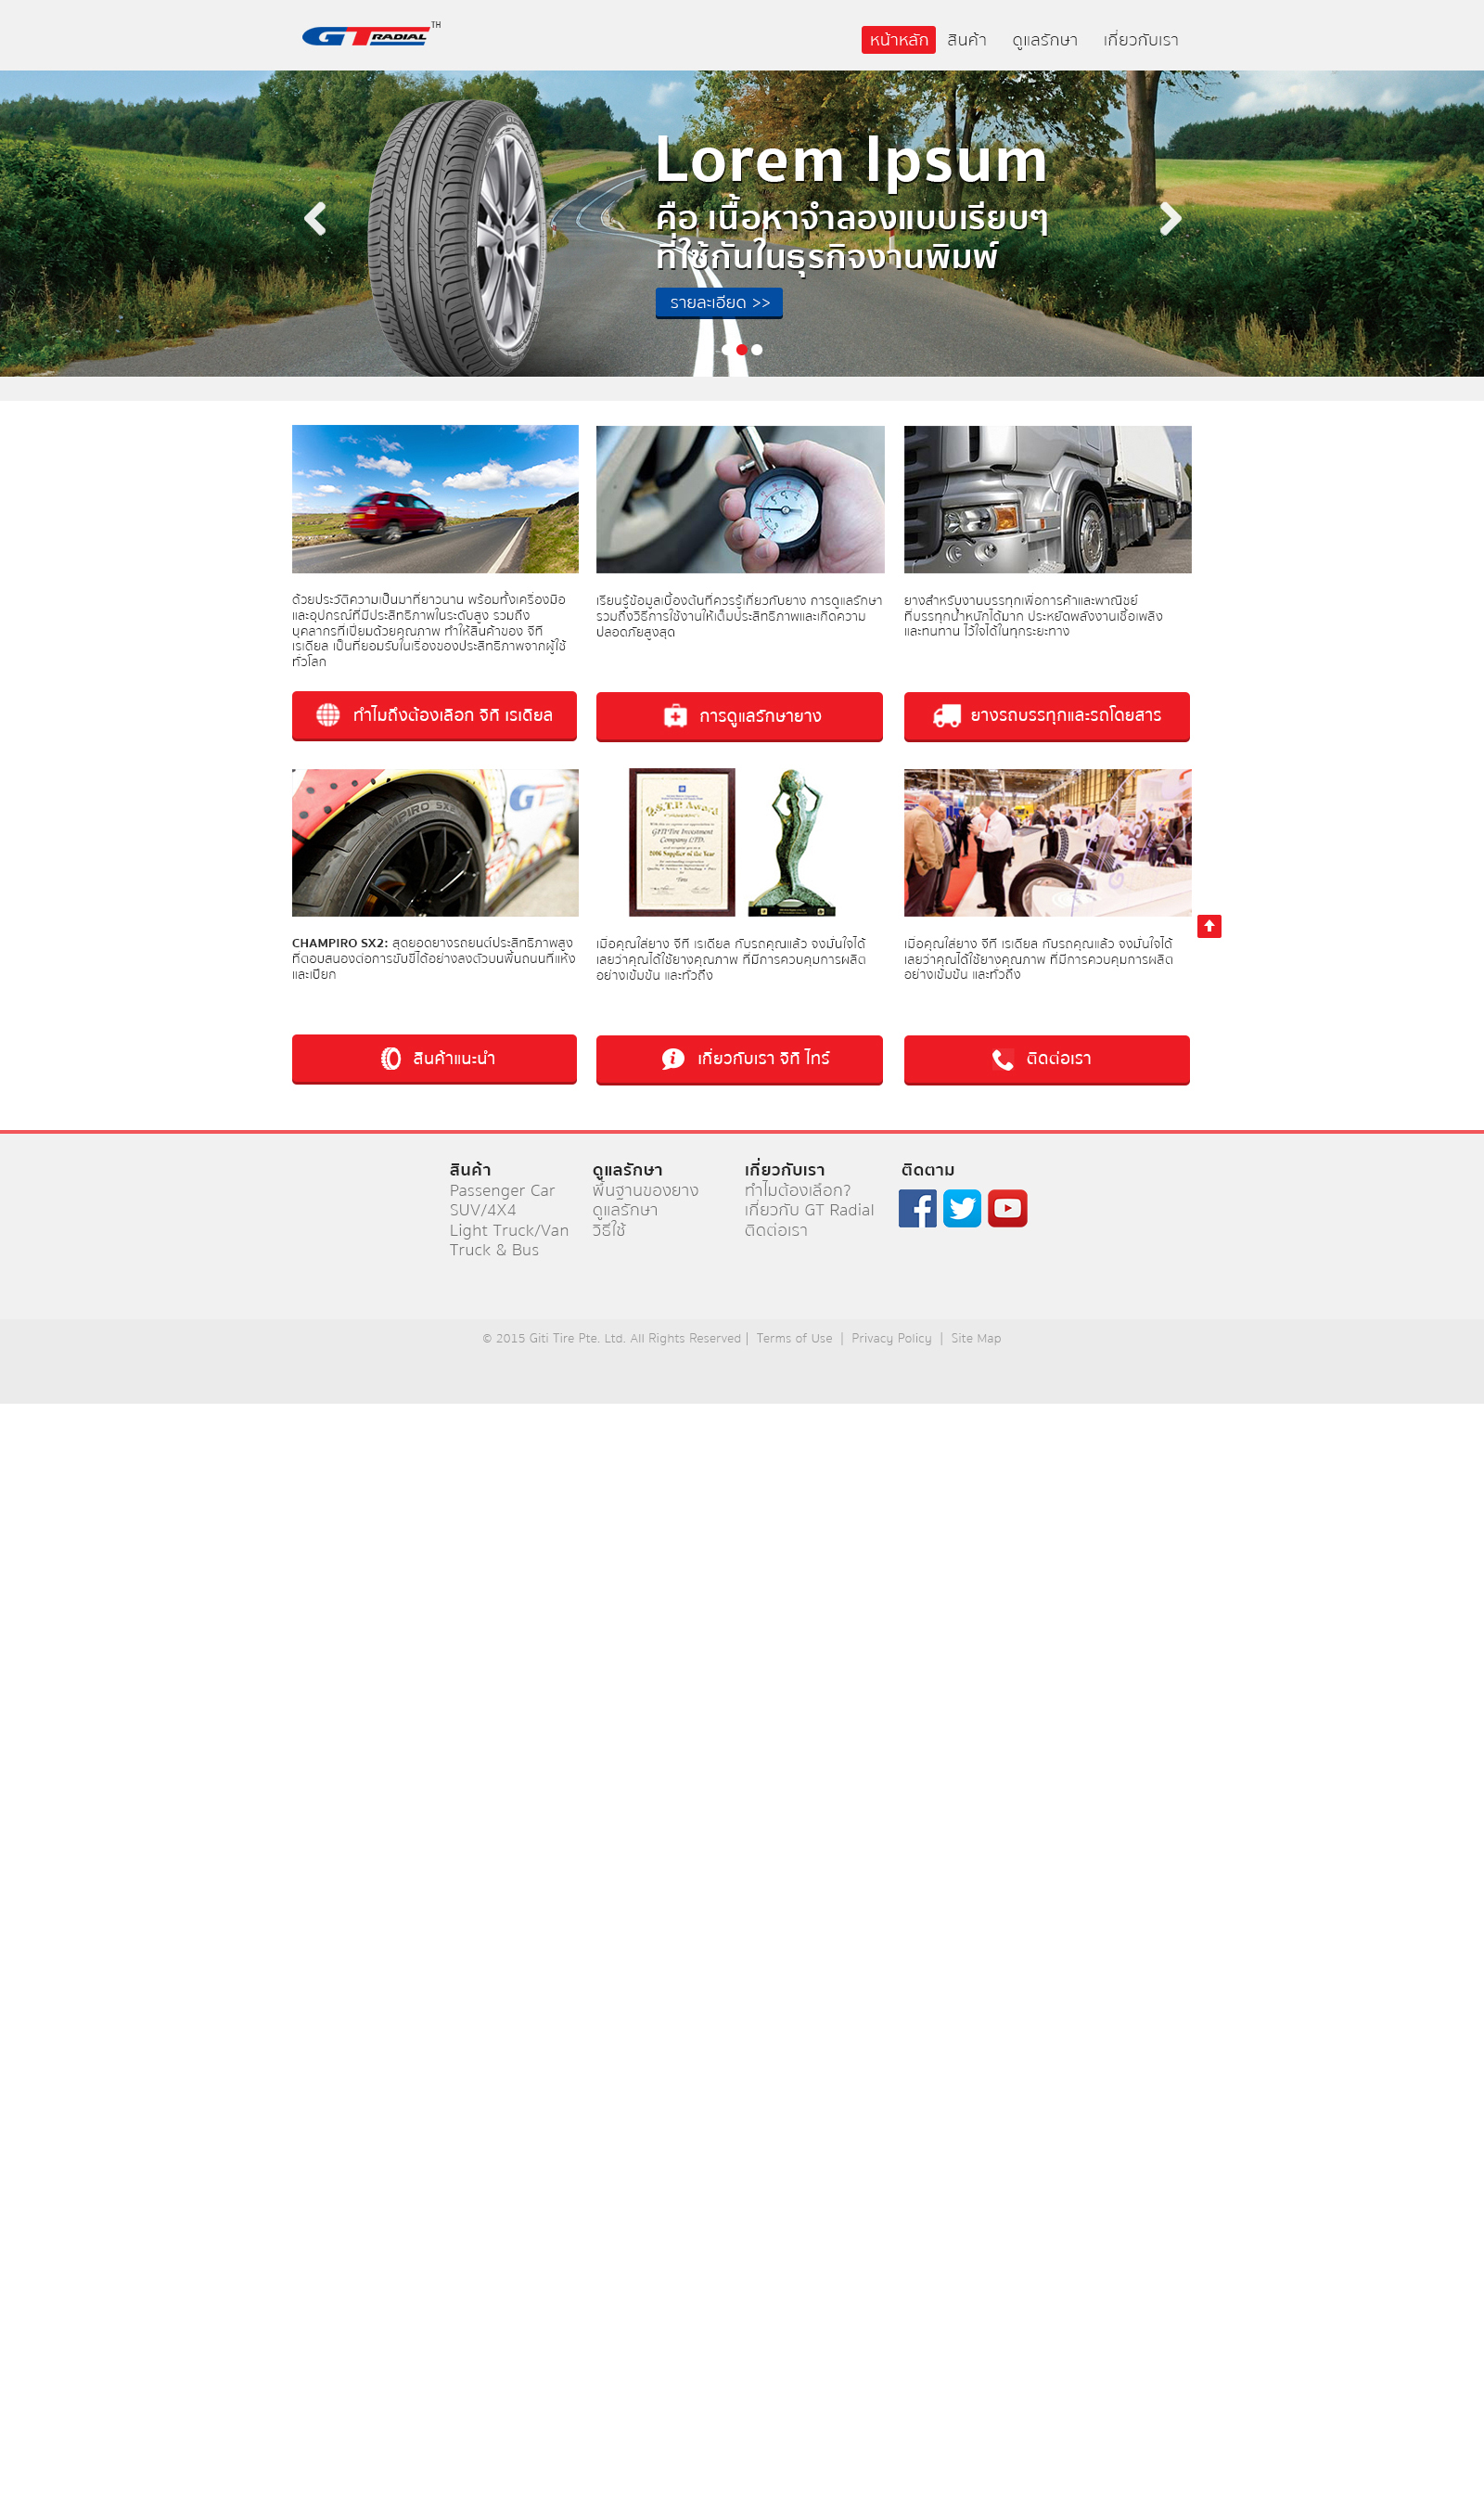 GT RADIAL TH
หน้าหลัก สินค้า ดูแลรักษา เกี่ยวกับเรา
Lorem Ipsum
คือ เนื้อหาจำลองแบบเรียบๆ
ที่ใช้กันในธุรกิจงานพิมพ์
รายละเอียด >>
ด้วยประวัติความเป็นมาที่ยาวนาน พร้อมทั้งเครื่องมือ
และอุปกรณ์ที่มีประสิทธิภาพในระดับสูง รวมถึง
บุคลากรที่เปี่ยมด้วยคุณภาพ ทำให้สินค้าของ จีที
เรเดียล เป็นที่ยอมรับในเรื่องของประสิทธิภาพจากผู้ใช้
ทั่วโลก
เรียนรู้ข้อมูลเบื้องต้นที่ควรรู้เกี่ยวกับยาง การดูแลรักษา
รวมถึงวิธีการใช้งานให้เต็มประสิทธิภาพและเกิดความ
ปลอดภัยสูงสุด
ยางสำหรับงานบรรทุกเพื่อการค้าและพาณิชย์
ที่บรรทุกน้ำหนักได้มาก ประหยัดพลังงานเชื้อเพลิง
และทนทาน ไว้ใจได้ในทุกระยะทาง
ทำไมถึงต้องเลือก จีที เรเดียล
การดูแลรักษายาง
ยางรถบรรทุกและรถโดยสาร
Q.S.T.P. Award
GITI Tire Investment
Company LTD.
2006 Supplier of the Year
CHAMPIRO SX2: สุดยอดยางรถยนต์ประสิทธิภาพสูง
ที่ตอบสนองต่อการขับขี่ได้อย่างลงตัวบนพื้นถนนที่แห้ง
และเปียก
เมื่อคุณใส่ยาง จีที เรเดียล กับรถคุณแล้ว จงมั่นใจได้
เลยว่าคุณได้ใช้ยางคุณภาพ ที่มีการควบคุมการผลิต
อย่างเข้มข้น และทั่วถึง
เมื่อคุณใส่ยาง จีที เรเดียล กับรถคุณแล้ว จงมั่นใจได้
เลยว่าคุณได้ใช้ยางคุณภาพ ที่มีการควบคุมการผลิต
อย่างเข้มข้น และทั่วถึง
สินค้าแนะนำ
เกี่ยวกับเรา จิที ไทร์
ติดต่อเรา
สินค้า
Passenger Car
SUV/4X4
Light Truck/Van
Truck & Bus
ดูแลรักษา
พื้นฐานของยาง
ดูแลรักษา
วิธีใช้
เกี่ยวกับเรา
ทำไมต้องเลือก?
เกี่ยวกับ GT Radial
ติดต่อเรา
ติดตาม
© 2015 Giti Tire Pte. Ltd. All Rights Reserved | Terms of Use | Privacy Policy | Site Map